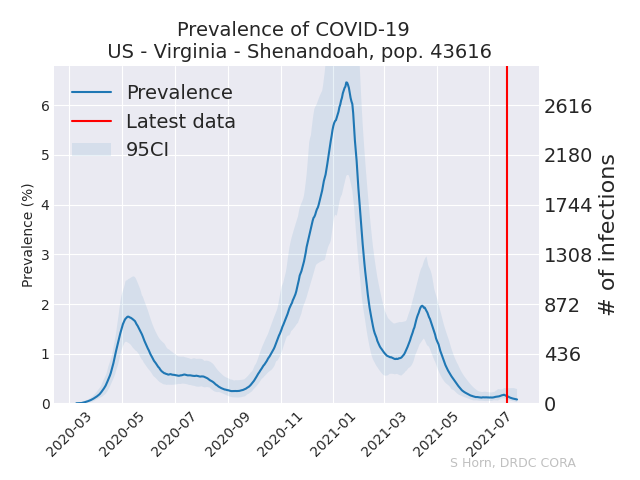 Prevalence of COVID-19
US - Virginia - Shenandoah, pop. 43616
Prevalence
Latest data
95CI
Prevalence (%)
6
5
4
3
2
1
0
2616
2180
1744
1308
872
436
0
# of infections
2020-03
2020-05
2020-07
2020-09
2020-11
2021-01
2021-03
2021-05
2021-07
S Horn, DRDC CORA